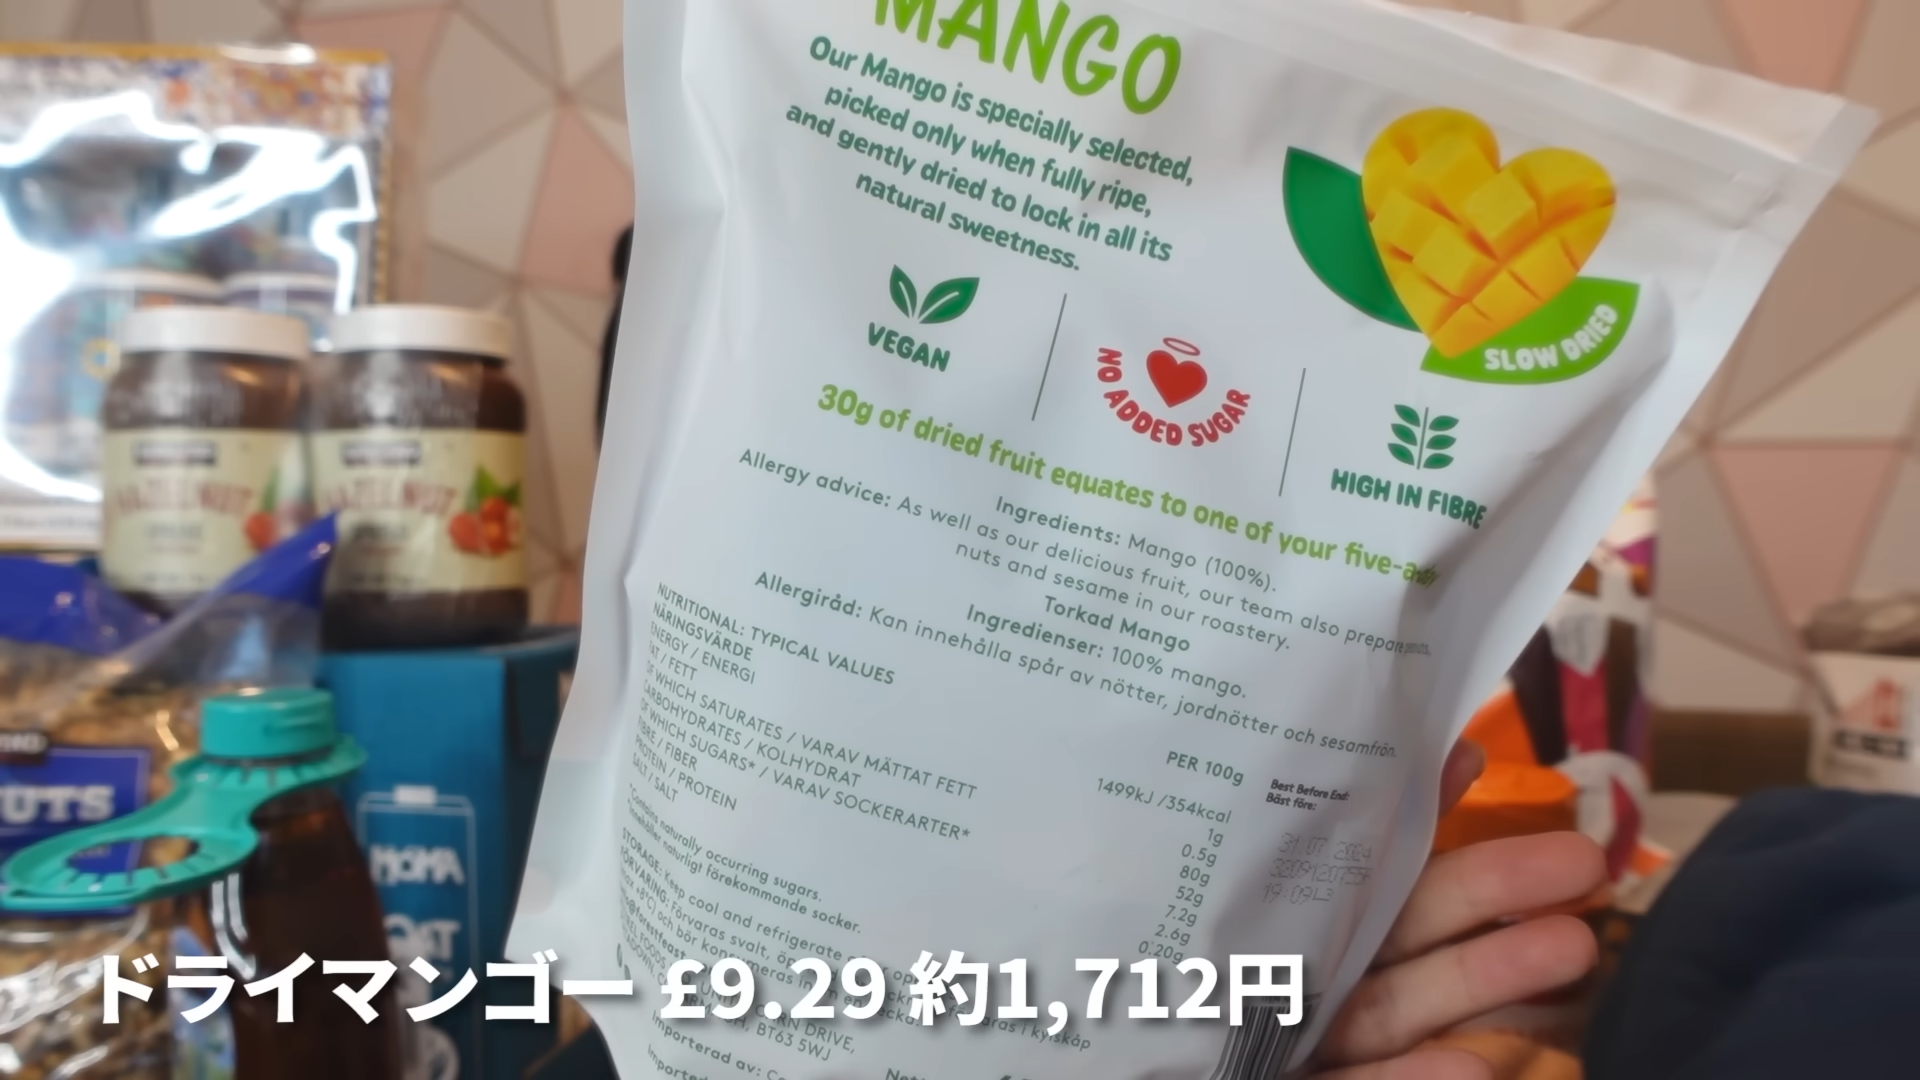 MANGO
Our Mango is specially selected,
picked only when fully ripe,
and gently dried to lock in all its
natural sweetness.
SLOW DRIED
VEGAN
NO ADDED SUGAR
HIGH IN FIBRE
30g of dried fruit equates to one of your five-a-day
Ingredients: Mango (100%).
Allergy advice: As well as our delicious fruit, our team also prepare
nuts and sesame in our roastery.
Torkad Mango
Ingredienser: 100% mango.
Allergiråd: Kan innehålla spår av nötter, jordnötter och sesamfrön.
NUTRITIONAL: TYPICAL VALUES
NÄRINGSVÄRDE
PER 100g
ENERGY / ENERGI
1499kJ /354kcal
FAT / FETT
1g
OF WHICH SATURATES / VARAV MÄTTAT FETT
0.5g
CARBOHYDRATES / KOLHYDRAT
80g
OF WHICH SUGARS* / VARAV SOCKERARTER*
52g
FIBRE / FIBER
7.2g
PROTEIN / PROTEIN
2.6g
SALT / SALT
0.20g
Best Before End:
Bäst före:
31 07 2024
*Contains naturally occurring sugars.
*Innehåller naturligt förekommande socker.
STORAGE: Keep cool and refrigerate
FÖRVARING: Förvaras svalt,
och bör
DRIVE,
BT63 5WJ
Importerad av:
HAZELNUT
HAZELNUT
UTS
MOMA
OAT
ドライマンゴー £9.29 約1,712円